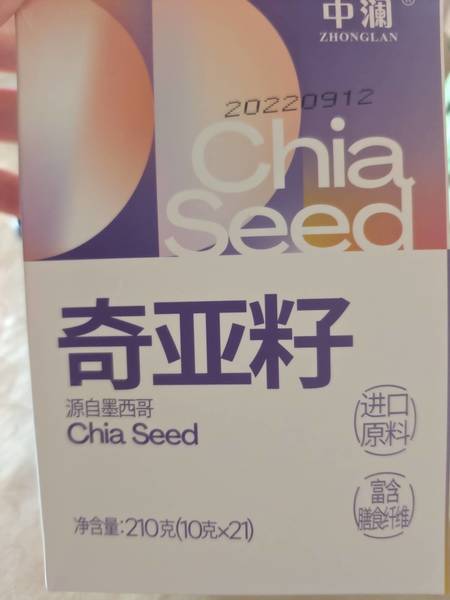 中澜®
ZHONGLAN
20220912
Chia
Seed
奇亚籽
源自墨西哥
Chia Seed
进口
原料
富含
膳食纤维
净含量:210克(10克×21)